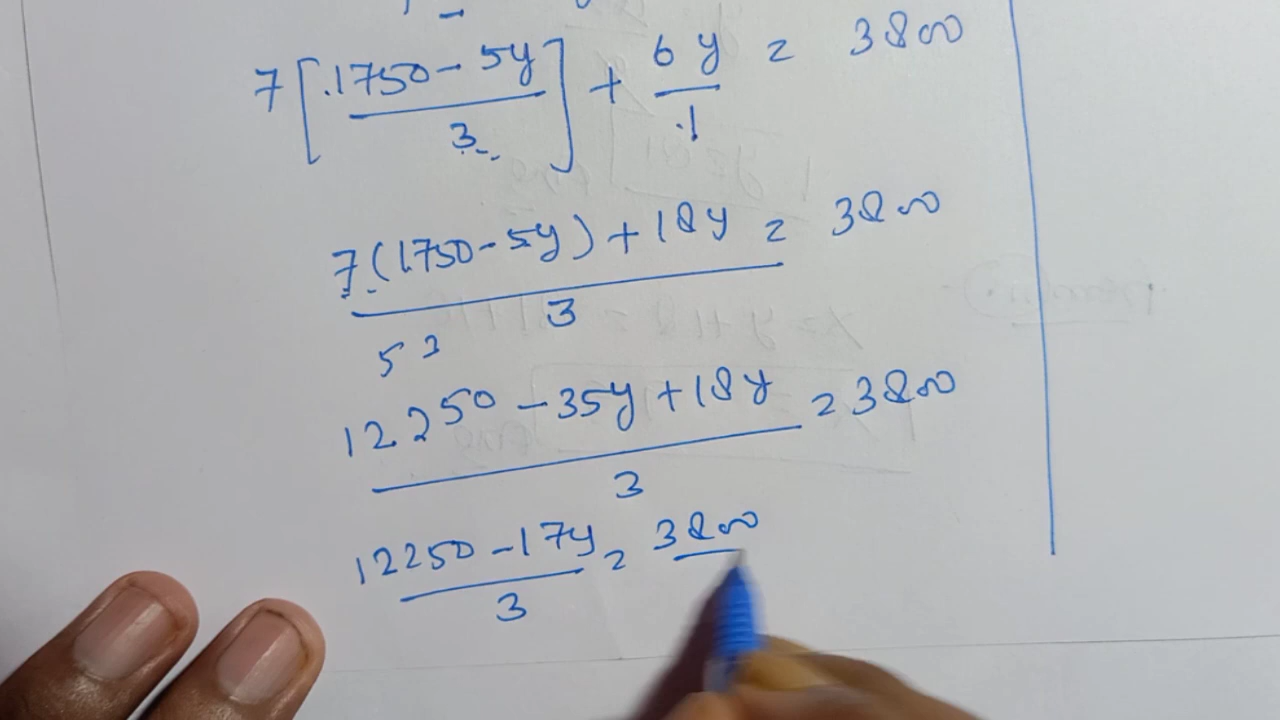 7[1750-5y/3] + 6y/1 = 3800
7(1750-5y)+18y/3 = 3800
5 3
12250 -35y+18y/3 = 3800
12250-17y/3 = 3800